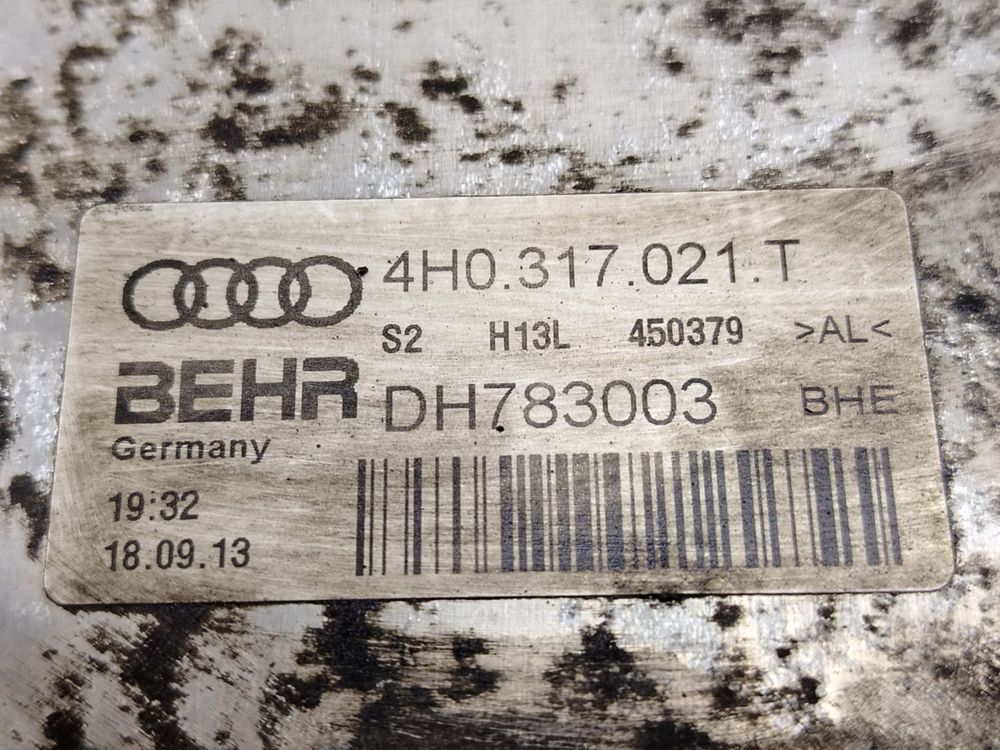 4H0.317.021.T
S2 H13L 450379 >AL<
BEHR DH783003 BHE
Germany
19:32
18.09.13